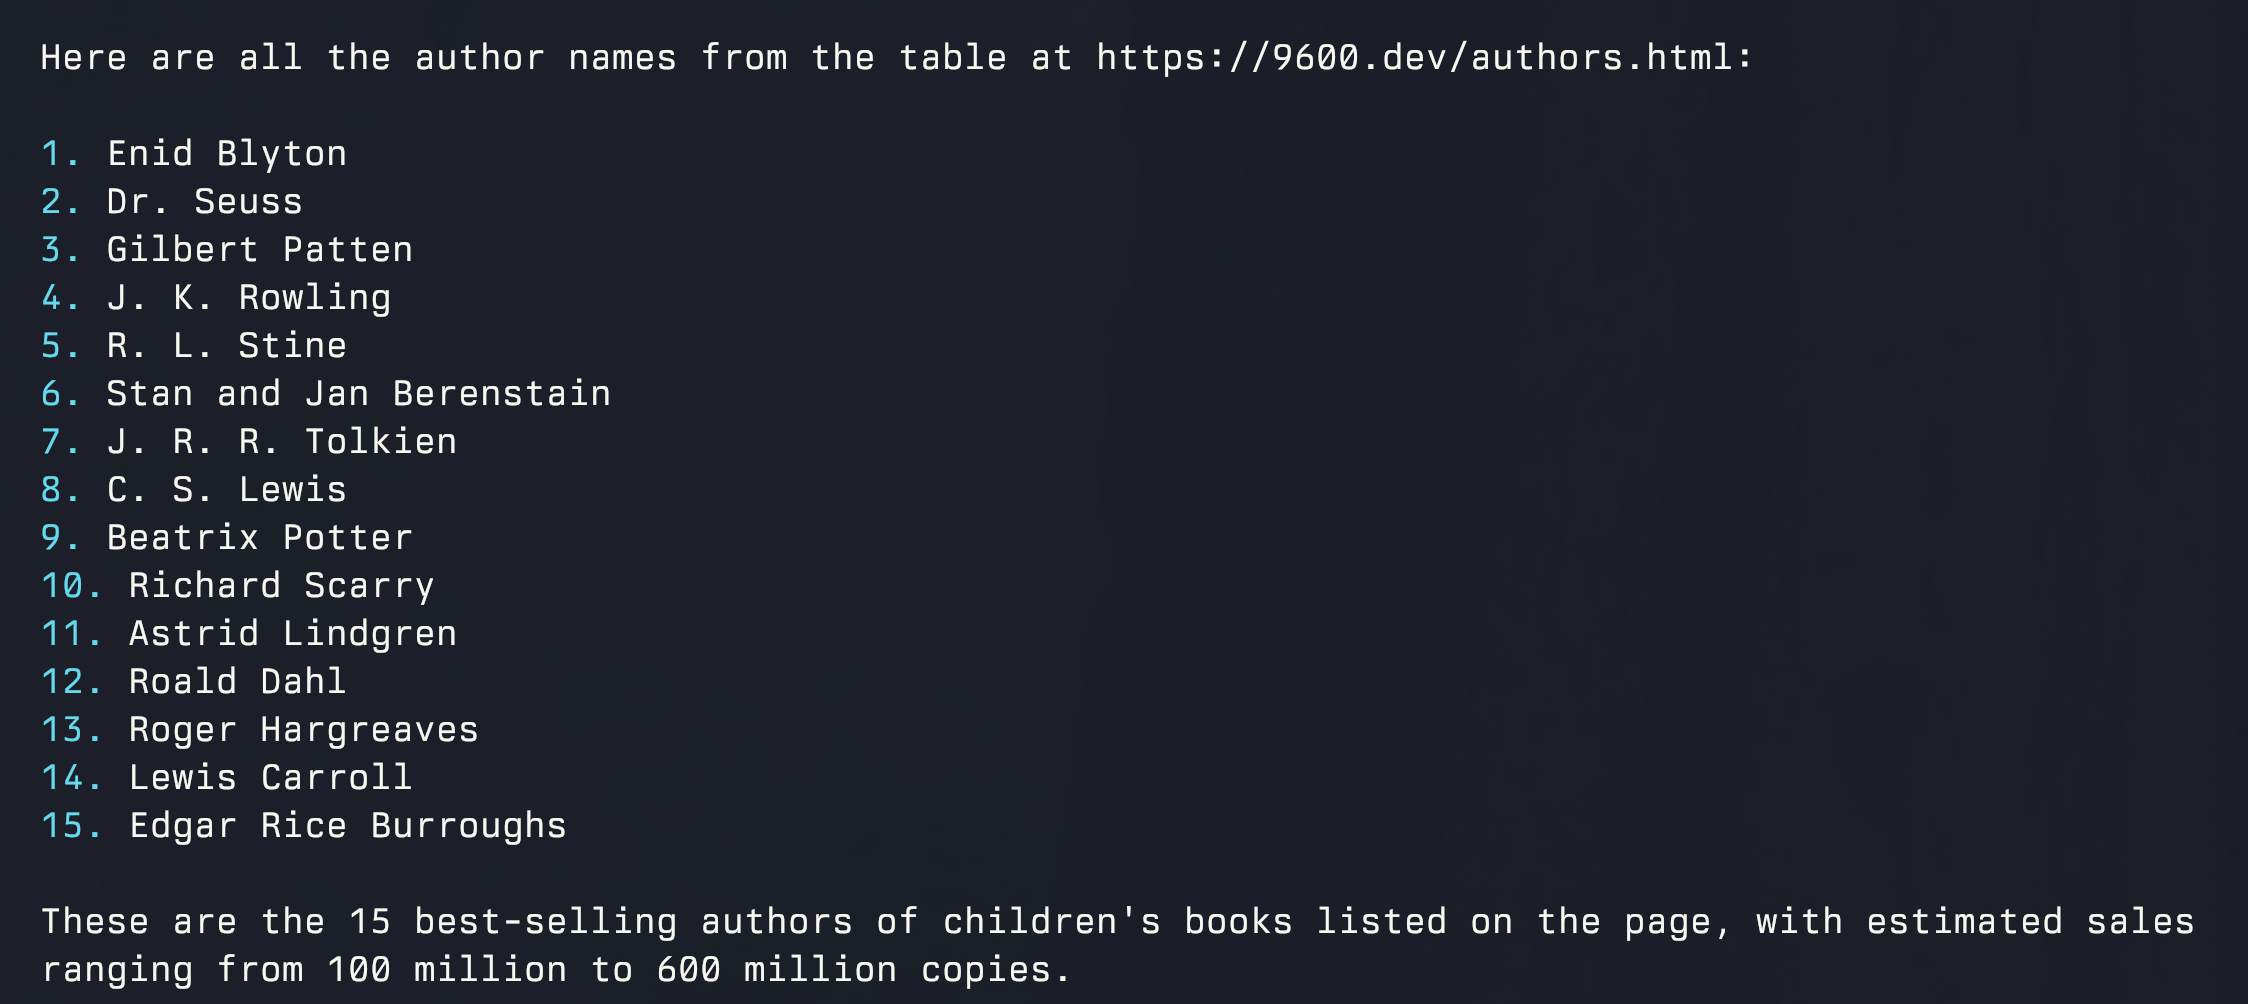 Here are all the author names from the table at https://9600.dev/authors.html:
1. Enid Blyton
2. Dr. Seuss
3. Gilbert Patten
4. J. K. Rowling
5. R. L. Stine
6. Stan and Jan Berenstain
7. J. R. R. Tolkien
8. C. S. Lewis
9. Beatrix Potter
10. Richard Scarry
11. Astrid Lindgren
12. Roald Dahl
13. Roger Hargreaves
14. Lewis Carroll
15. Edgar Rice Burroughs
These are the 15 best-selling authors of children's books listed on the page, with estimated sales
ranging from 100 million to 600 million copies.